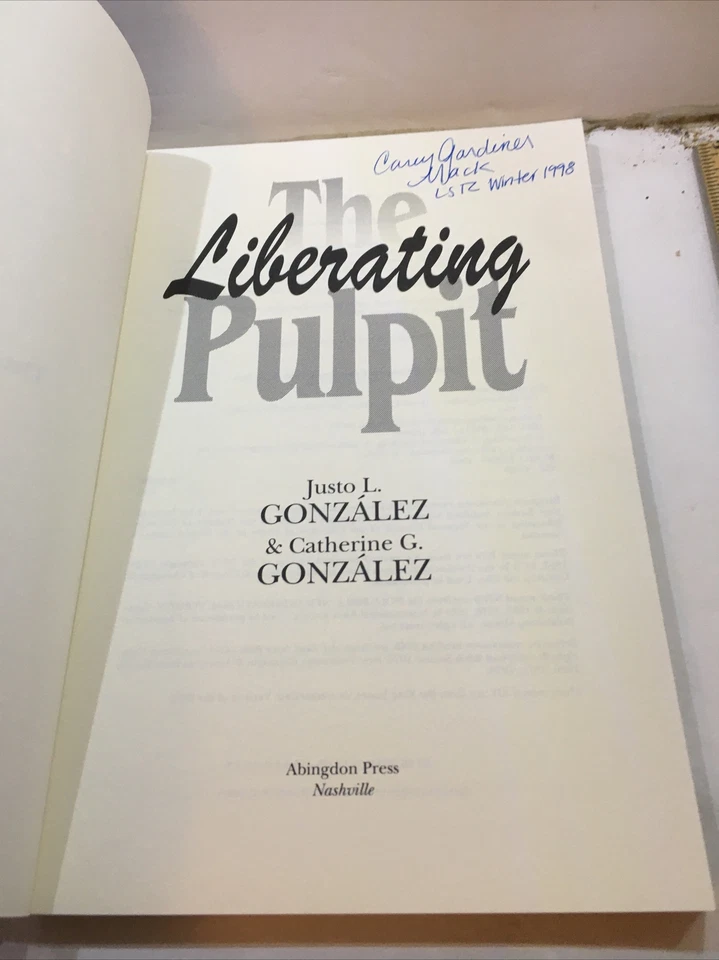 Carey Gardiner
Mack
LSTC Winter 1998
The
Liberating
Pulpit
Justo L.
GONZÁLEZ
& Catherine G.
GONZÁLEZ
Abingdon Press
Nashville